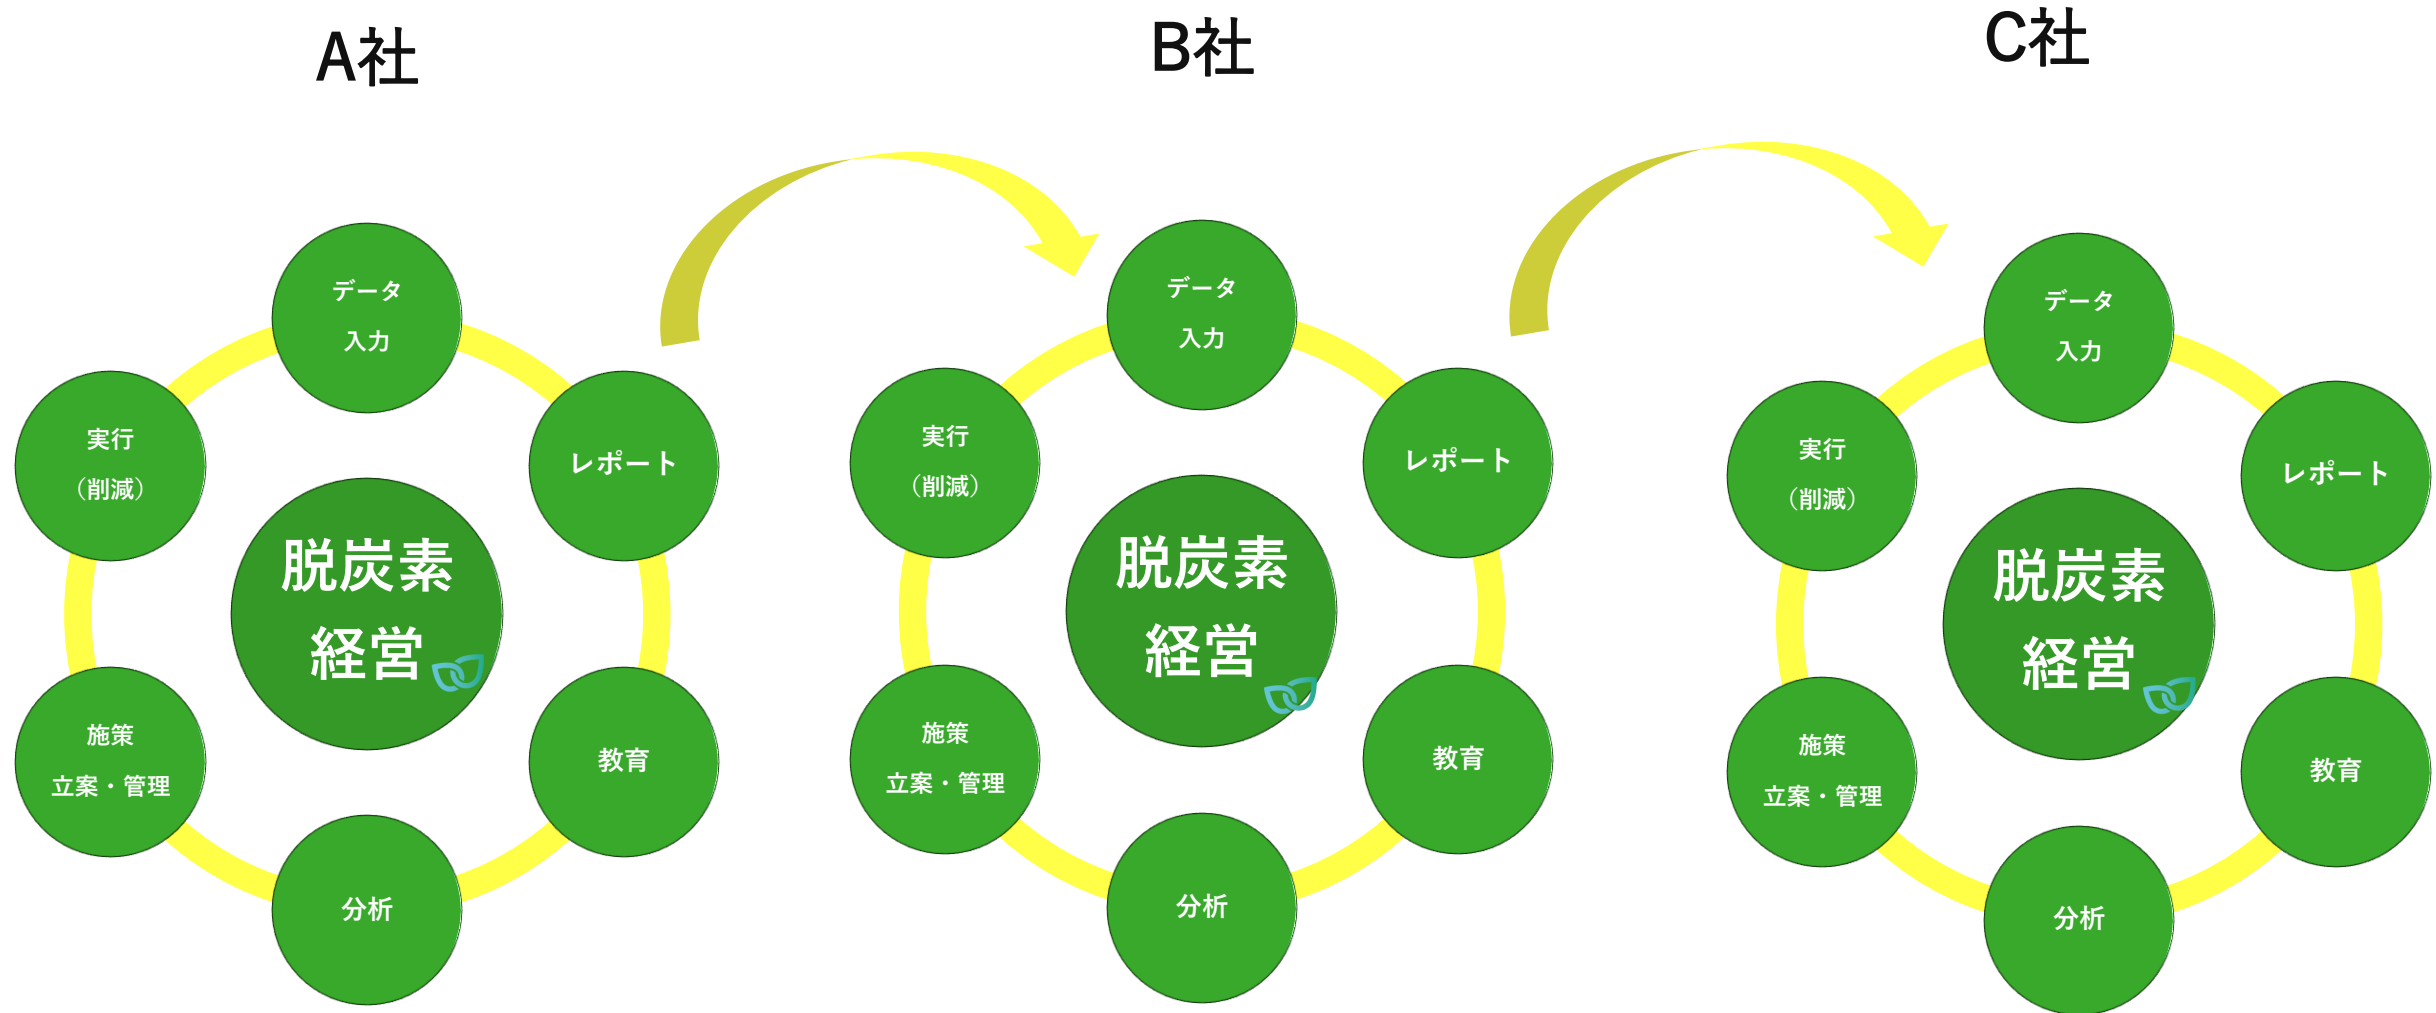 A社
データ
入力
レポート
教育
分析
施策
立案・管理
実行
（削減）
脱炭素
経営
B社
データ
入力
レポート
教育
分析
施策
立案・管理
実行
（削減）
脱炭素
経営
C社
データ
入力
レポート
教育
分析
施策
立案・管理
実行
（削減）
脱炭素
経営